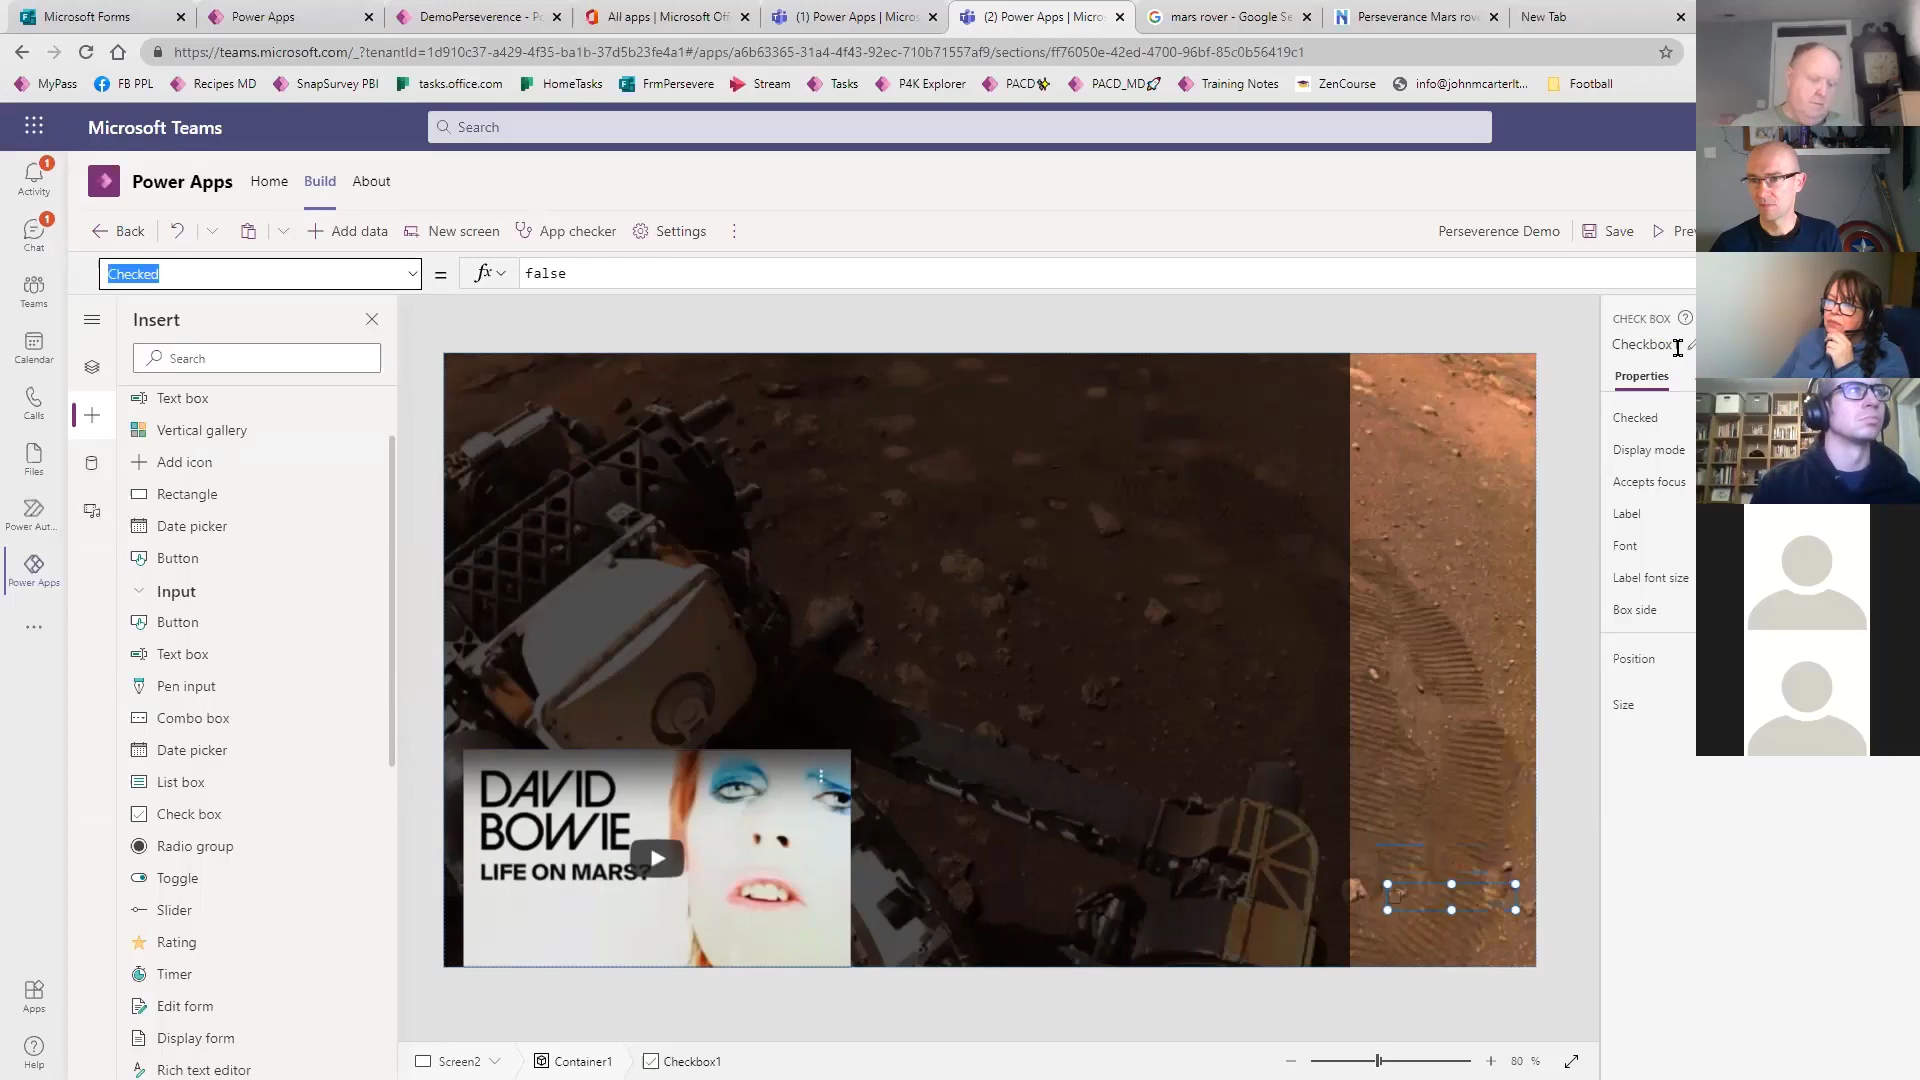 Microsoft Forms
Power Apps
DemoPerseverence - P
All apps | Microsoft Off
(1) Power Apps | Micros
(2) Power Apps | Micro
mars rover - Google Se
Perseverance Mars rov
New Tab
https://teams.microsoft.com/_?tenantId=1d910c37-a429-4f35-ba1b-37d5b23fe4a1#/apps/a6b63365-31a4-4f43-92ec-710b71557af9/sections/ff76050e-42ed-4700-96bf-85c0b56419c1
MyPass
FB PPL
Recipes MD
SnapSurvey PBI
tasks.office.com
HomeTasks
FrmPersevere
Stream
Tasks
P4K Explorer
PACD
PACD_MD
Training Notes
ZenCourse
info@johnmcarterlt...
Football
Microsoft Teams
Search
Activity
Chat
Teams
Calendar
Calls
Files
Power Aut...
Power Apps
Apps
Help
Power Apps
Home
Build
About
Back
Add data
New screen
App checker
Settings
Perseverence Demo
Save
Prev
Checked
=
fx
false
Insert
Search
Text box
Vertical gallery
Add icon
Rectangle
Date picker
Button
Input
Button
Text box
Pen input
Combo box
Date picker
List box
Check box
Radio group
Toggle
Slider
Rating
Timer
Edit form
Display form
Rich text editor
DAVID
BOWIE
LIFE ON MARS?
CHECK BOX
Checkbox
Properties
Checked
Display mode
Accepts focus
Label
Font
Label font size
Box side
Position
Size
Screen2
Container1
Checkbox1
80 %